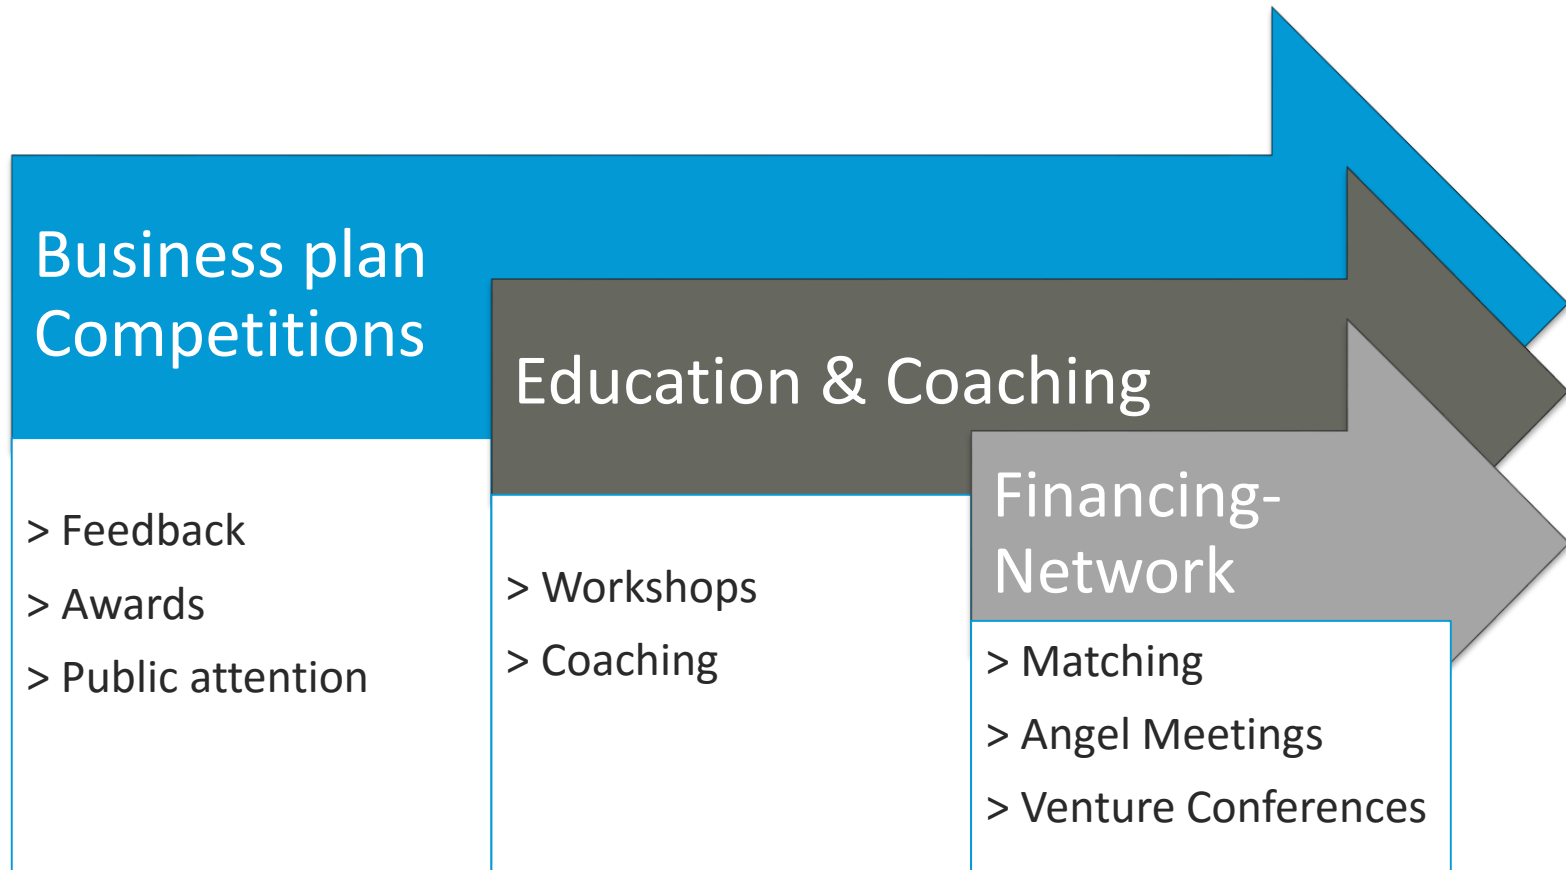 Business plan
Competitions
> Feedback
> Awards
> Public attention
Education & Coaching
> Workshops
> Coaching
Financing-
Network
> Matching
> Angel Meetings
> Venture Conferences